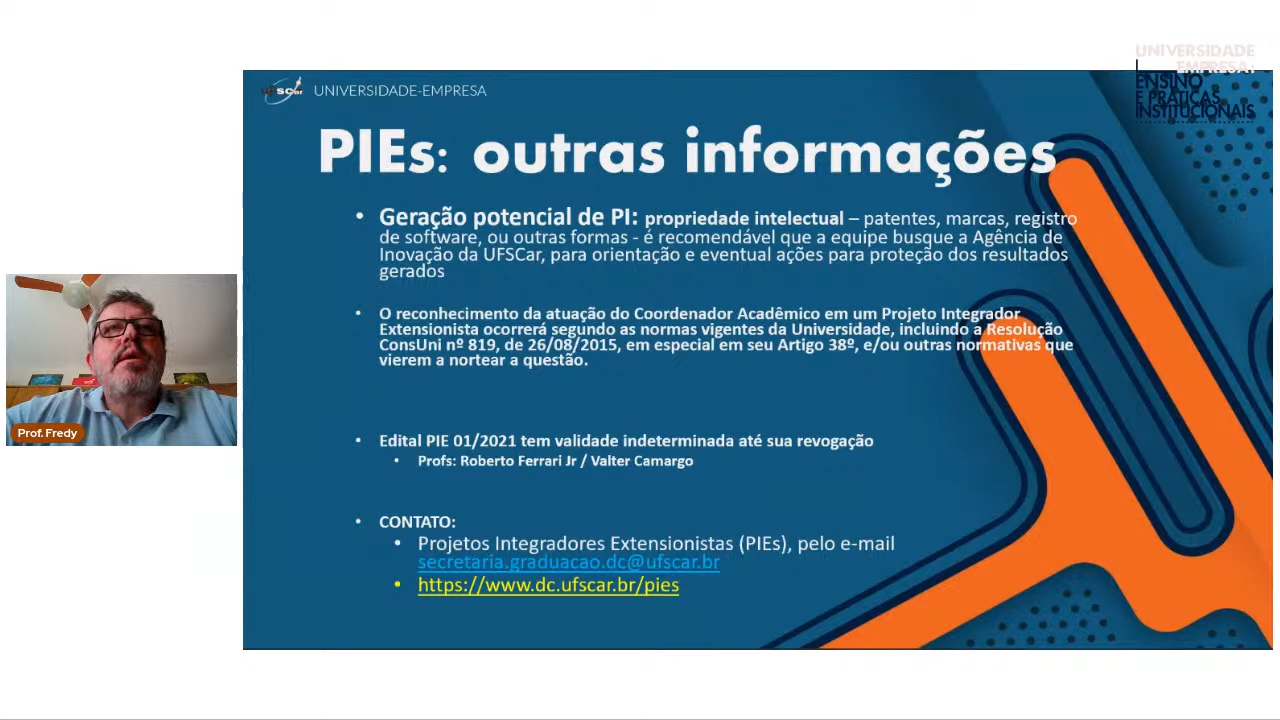 UNIVERSIDADE
EMPRESA:
ENSINO
E PRÁTICAS
INSTITUCIONAIS
UFSCar UNIVERSIDADE-EMPRESA
PIEs: outras informações
• Geração potencial de PI: propriedade intelectual – patentes, marcas, registro
de software, ou outras formas - é recomendável que a equipe busque a Agência de
Inovação da UFSCar, para orientação e eventual ações para proteção dos resultados
gerados
• O reconhecimento da atuação do Coordenador Acadêmico em um Projeto Integrador
Extensionista ocorrerá segundo as normas vigentes da Universidade, incluindo a Resolução
ConsUni nº 819, de 26/08/2015, em especial em seu Artigo 38º, e/ou outras normativas que
vierem a nortear a questão.
• Edital PIE 01/2021 tem validade indeterminada até sua revogação
• Profs: Roberto Ferrari Jr / Valter Camargo
• CONTATO:
• Projetos Integradores Extensionistas (PIEs), pelo e-mail
secretaria.graduacao.dc@ufscar.br
• https://www.dc.ufscar.br/pies
Prof. Fredy